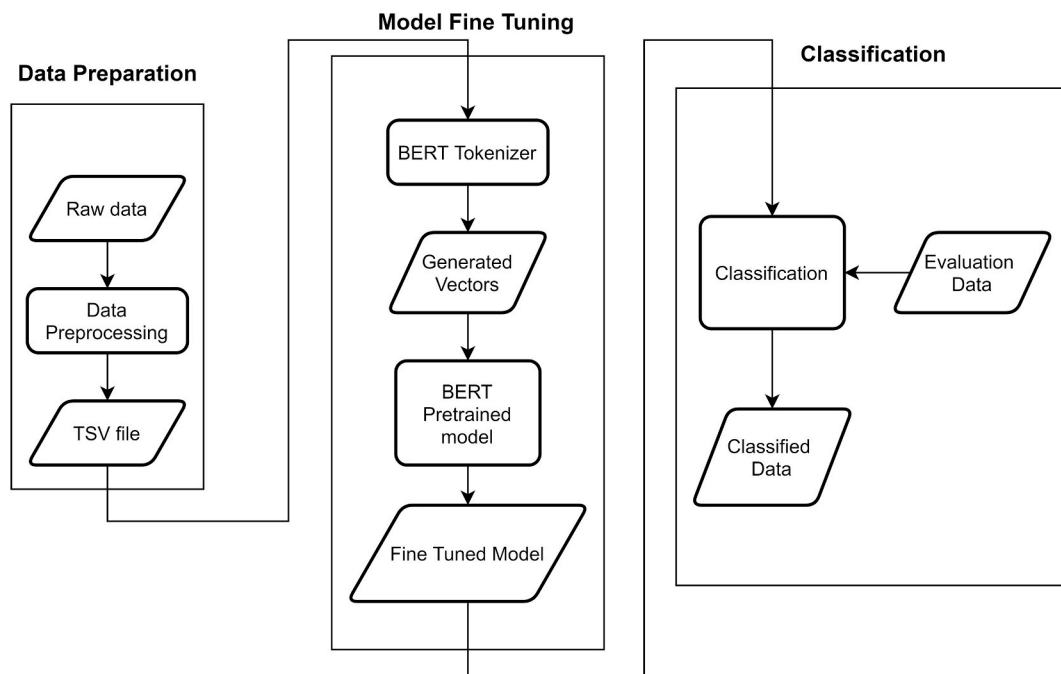 Data Preparation
Raw data
Data
Preprocessing
TSV file
Model Fine Tuning
BERT Tokenizer
Generated
Vectors
BERT
Pretrained
model
Fine Tuned Model
Classification
Classification
Evaluation
Data
Classified
Data